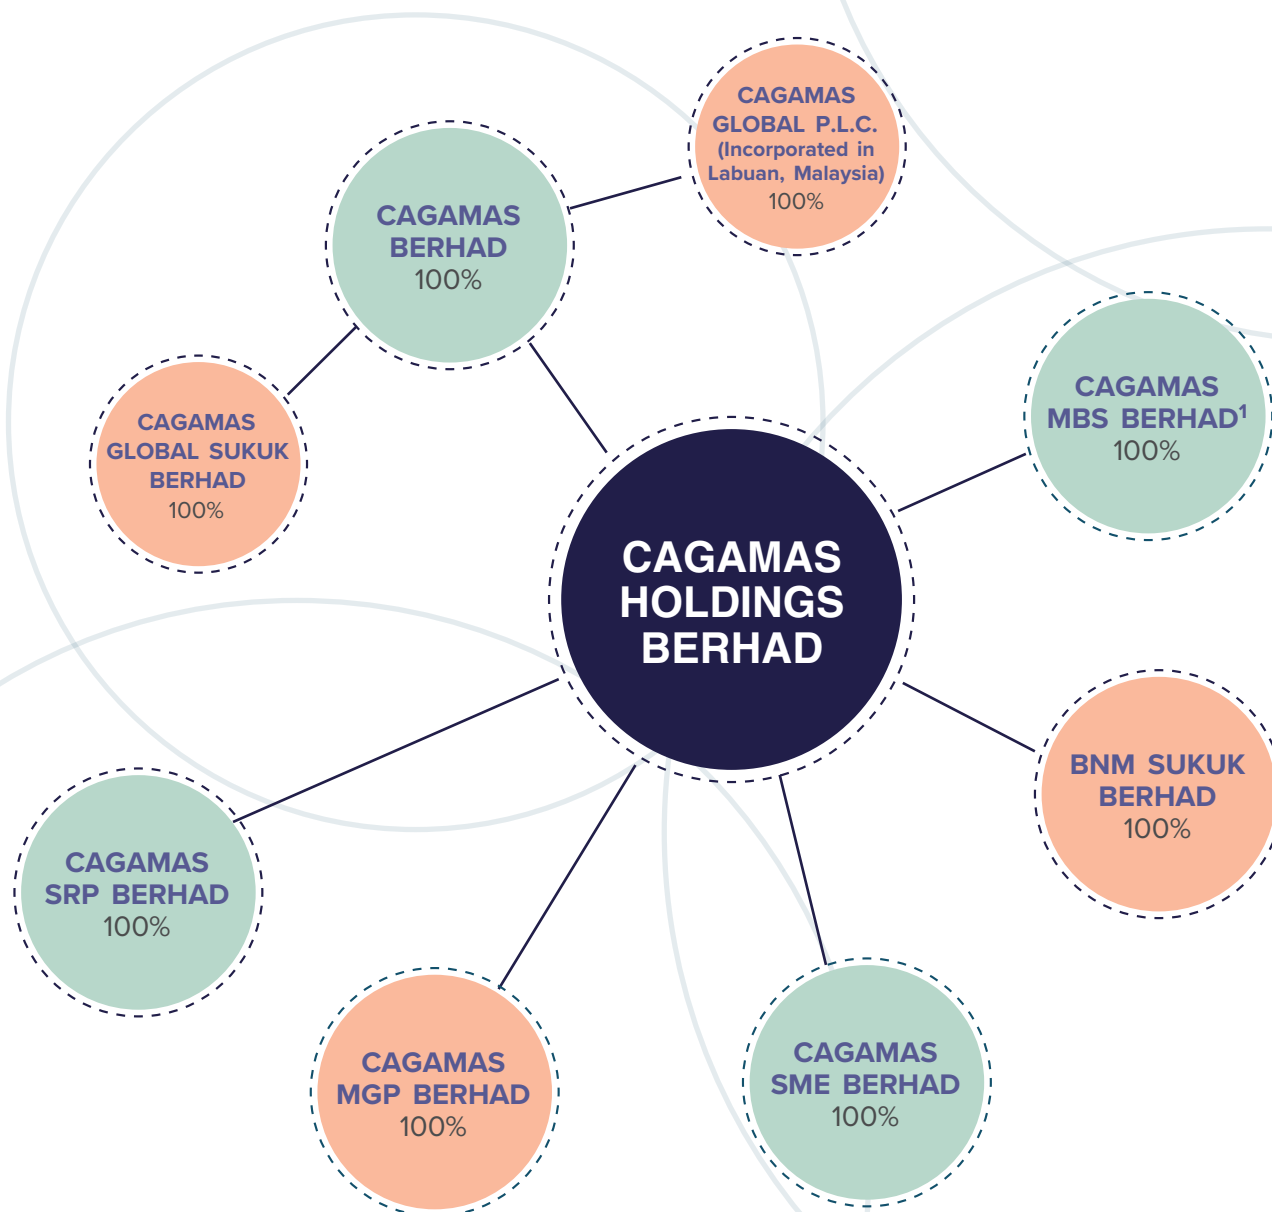 CAGAMAS
GLOBAL P.L.C.
(Incorporated in
Labuan, Malaysia)
100%
CAGAMAS
BERHAD
100%
CAGAMAS
MBS BERHAD¹
100%
CAGAMAS
GLOBAL SUKUK
BERHAD
100%
CAGAMAS
HOLDINGS
BERHAD
BNM SUKUK
BERHAD
100%
CAGAMAS
SRP BERHAD
100%
CAGAMAS
MGP BERHAD
100%
CAGAMAS
SME BERHAD
100%